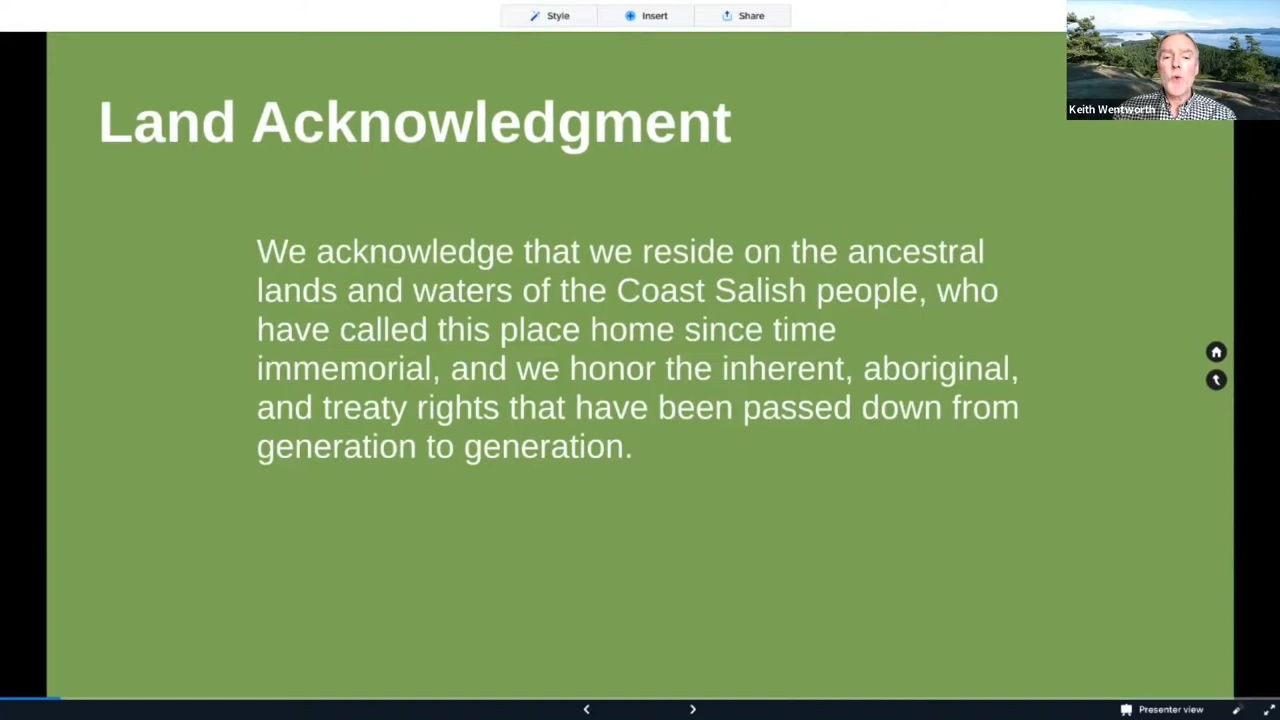 Style Insert Share
Keith Wentworth
Land Acknowledgment
We acknowledge that we reside on the ancestral
lands and waters of the Coast Salish people, who
have called this place home since time
immemorial, and we honor the inherent, aboriginal,
and treaty rights that have been passed down from
generation to generation.
Presenter view